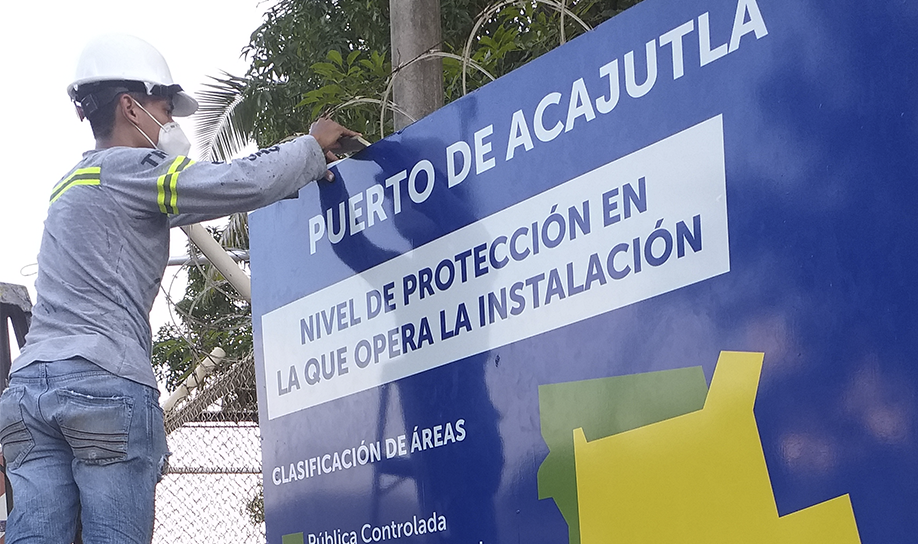 PUERTO DE ACAJUTLA
NIVEL DE PROTECCIÓN EN
LA QUE OPERA LA INSTALACIÓN
CLASIFICACIÓN DE ÁREAS
Pública Controlada